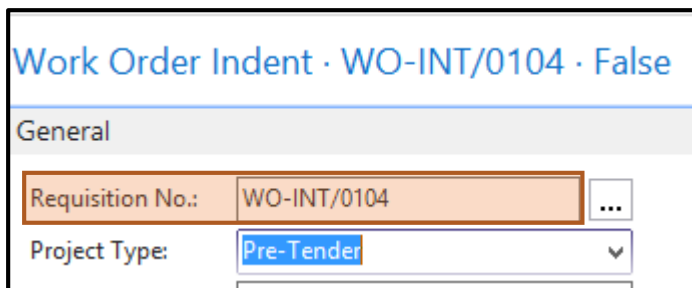 Work Order Indent · WO-INT/0104 · False
General
Requisition No.: WO-INT/0104 ...
Project Type: Pre-Tender